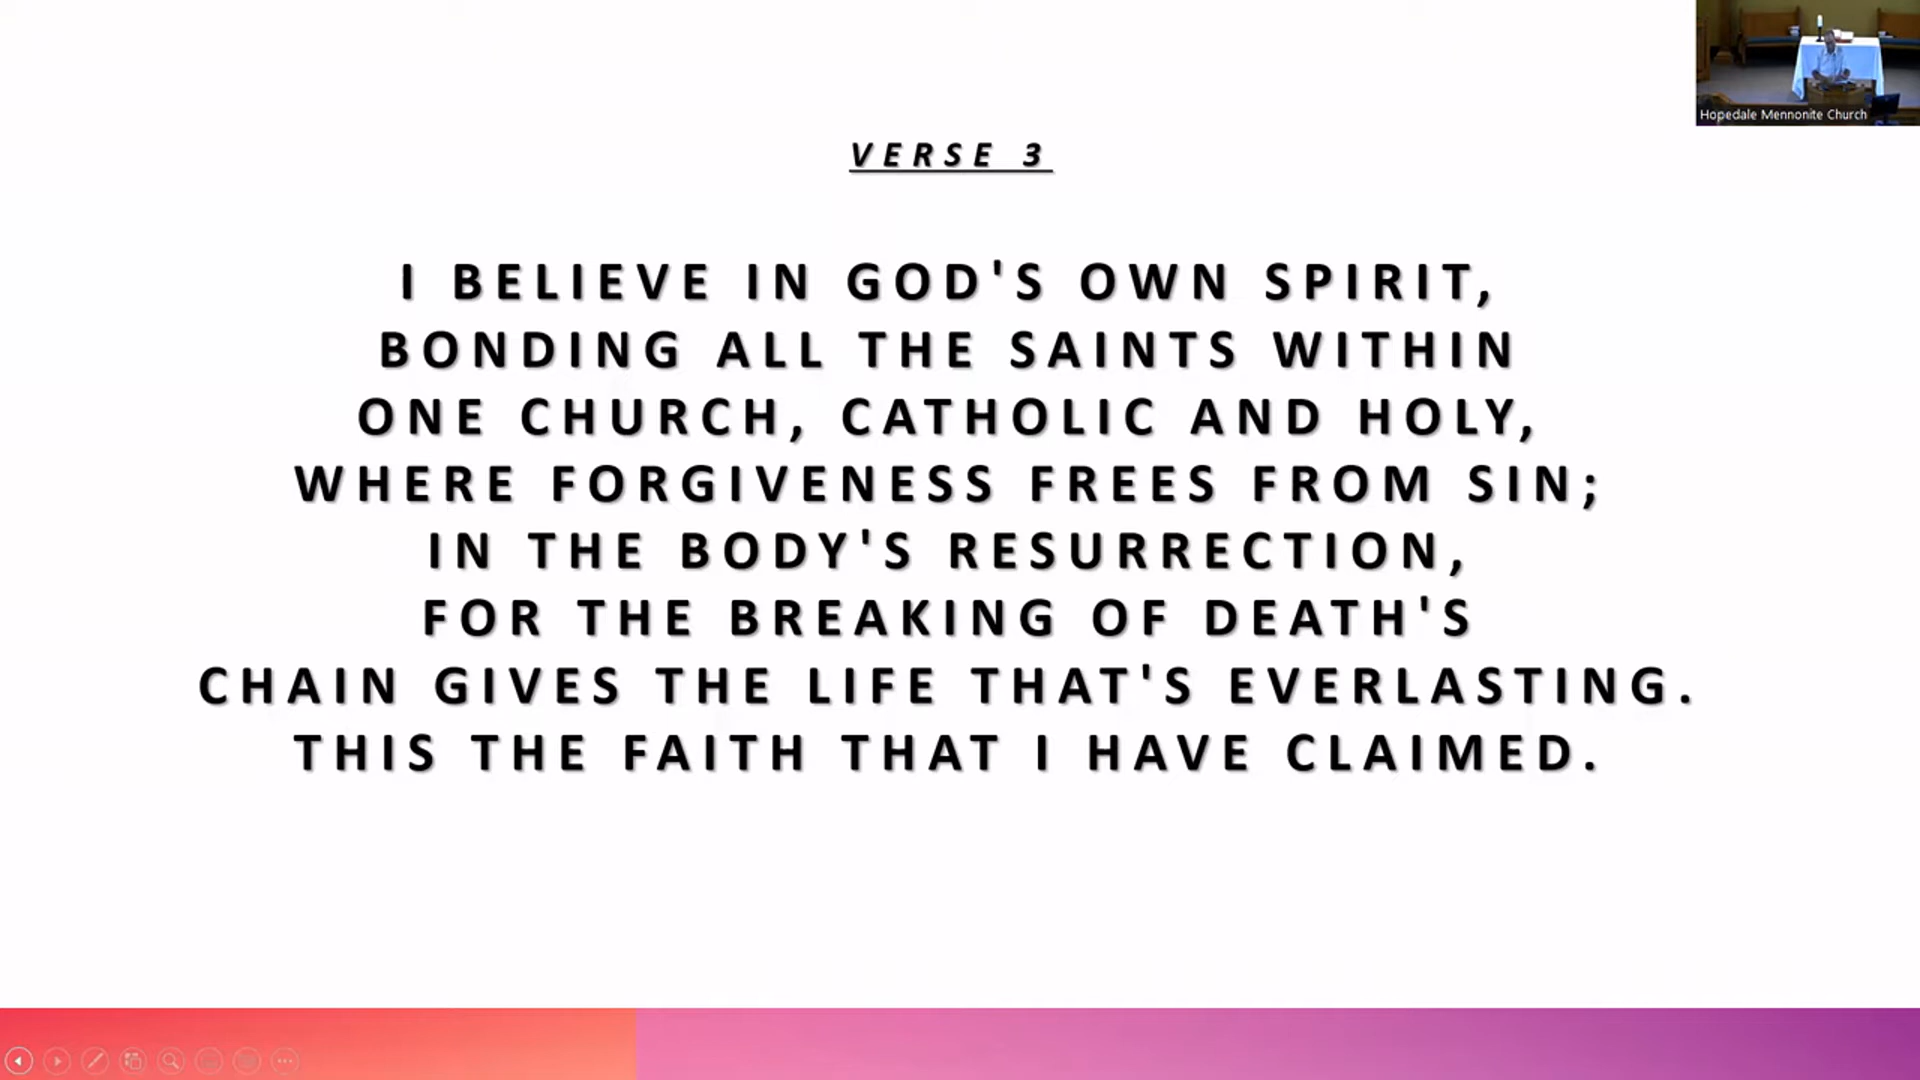 Hopedale Mennonite Church
VERSE 3
I BELIEVE IN GOD'S OWN SPIRIT,
BONDING ALL THE SAINTS WITHIN
ONE CHURCH, CATHOLIC AND HOLY,
WHERE FORGIVENESS FREES FROM SIN;
IN THE BODY'S RESURRECTION,
FOR THE BREAKING OF DEATH'S
CHAIN GIVES THE LIFE THAT'S EVERLASTING.
THIS THE FAITH THAT I HAVE CLAIMED.